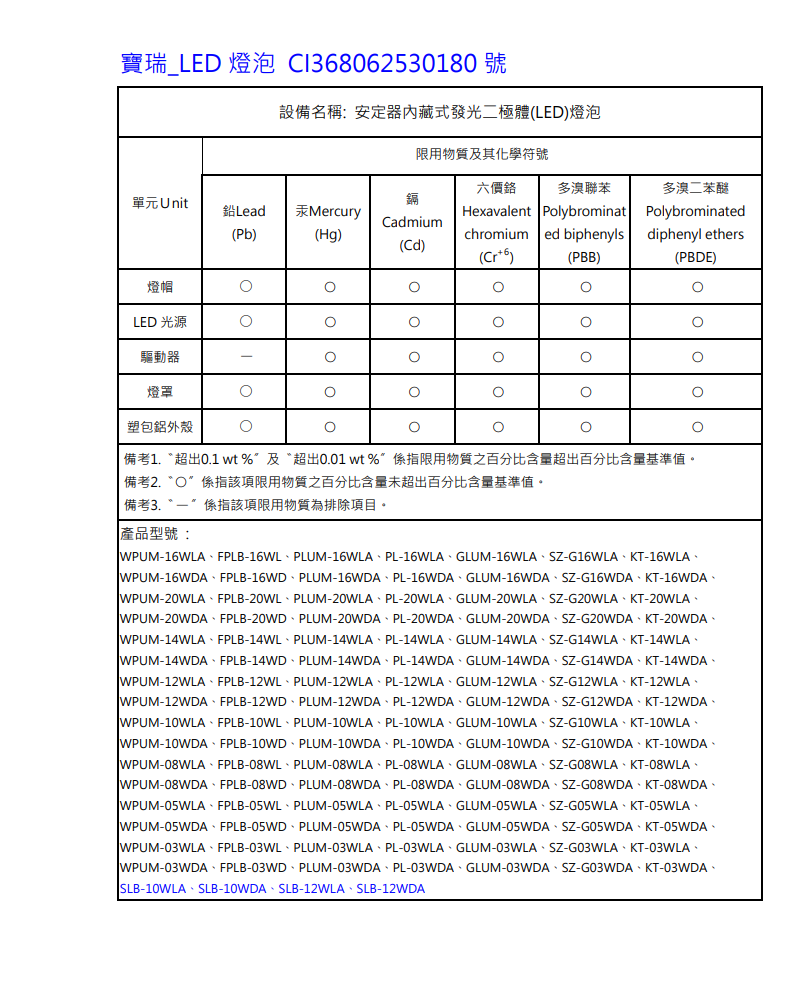 寶瑞_LED 燈泡 CI368062530180 號
設備名稱: 安定器內藏式發光二極體(LED)燈泡
單元Unit
限用物質及其化學符號
鉛Lead
(Pb)
汞Mercury
(Hg)
鎘
Cadmium
(Cd)
六價鉻
Hexavalent
chromium
(Cr+6)
多溴聯苯
Polybrominat
ed biphenyls
(PBB)
多溴二苯醚
Polybrominated
diphenyl ethers
(PBDE)
燈帽 ○ ○ ○ ○ ○ ○
LED 光源 ○ ○ ○ ○ ○ ○
驅動器 － ○ ○ ○ ○ ○
燈罩 ○ ○ ○ ○ ○ ○
塑包鋁外殼 ○ ○ ○ ○ ○ ○
備考1.〝超出0.1 wt %〞及〝超出0.01 wt %〞係指限用物質之百分比含量超出百分比含量基準值。
備考2.〝○〞係指該項限用物質之百分比含量未超出百分比含量基準值。
備考3.〝－〞係指該項限用物質為排除項目。
產品型號：
WPUM-16WLA、FPLB-16WL、PLUM-16WLA、PL-16WLA、GLUM-16WLA、SZ-G16WLA、KT-16WLA、
WPUM-16WDA、FPLB-16WD、PLUM-16WDA、PL-16WDA、GLUM-16WDA、SZ-G16WDA、KT-16WDA、
WPUM-20WLA、FPLB-20WL、PLUM-20WLA、PL-20WLA、GLUM-20WLA、SZ-G20WLA、KT-20WLA、
WPUM-20WDA、FPLB-20WD、PLUM-20WDA、PL-20WDA、GLUM-20WDA、SZ-G20WDA、KT-20WDA、
WPUM-14WLA、FPLB-14WL、PLUM-14WLA、PL-14WLA、GLUM-14WLA、SZ-G14WLA、KT-14WLA、
WPUM-14WDA、FPLB-14WD、PLUM-14WDA、PL-14WDA、GLUM-14WDA、SZ-G14WDA、KT-14WDA、
WPUM-12WLA、FPLB-12WL、PLUM-12WLA、PL-12WLA、GLUM-12WLA、SZ-G12WLA、KT-12WLA、
WPUM-12WDA、FPLB-12WD、PLUM-12WDA、PL-12WDA、GLUM-12WDA、SZ-G12WDA、KT-12WDA、
WPUM-10WLA、FPLB-10WL、PLUM-10WLA、PL-10WLA、GLUM-10WLA、SZ-G10WLA、KT-10WLA、
WPUM-10WDA、FPLB-10WD、PLUM-10WDA、PL-10WDA、GLUM-10WDA、SZ-G10WDA、KT-10WDA、
WPUM-08WLA、FPLB-08WL、PLUM-08WLA、PL-08WLA、GLUM-08WLA、SZ-G08WLA、KT-08WLA、
WPUM-08WDA、FPLB-08WD、PLUM-08WDA、PL-08WDA、GLUM-08WDA、SZ-G08WDA、KT-08WDA、
WPUM-05WLA、FPLB-05WL、PLUM-05WLA、PL-05WLA、GLUM-05WLA、SZ-G05WLA、KT-05WLA、
WPUM-05WDA、FPLB-05WD、PLUM-05WDA、PL-05WDA、GLUM-05WDA、SZ-G05WDA、KT-05WDA、
WPUM-03WLA、FPLB-03WL、PLUM-03WLA、PL-03WLA、GLUM-03WLA、SZ-G03WLA、KT-03WLA、
WPUM-03WDA、FPLB-03WD、PLUM-03WDA、PL-03WDA、GLUM-03WDA、SZ-G03WDA、KT-03WDA、
SLB-10WLA、SLB-10WDA、SLB-12WLA、SLB-12WDA